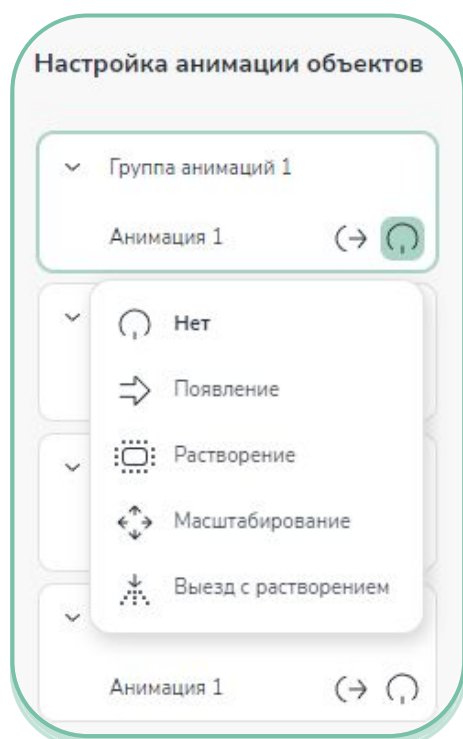 Настройка анимации объектов
Группа анимаций 1
Анимация 1
Нет
Появление
Растворение
Масштабирование
Выезд с растворением
Анимация 1